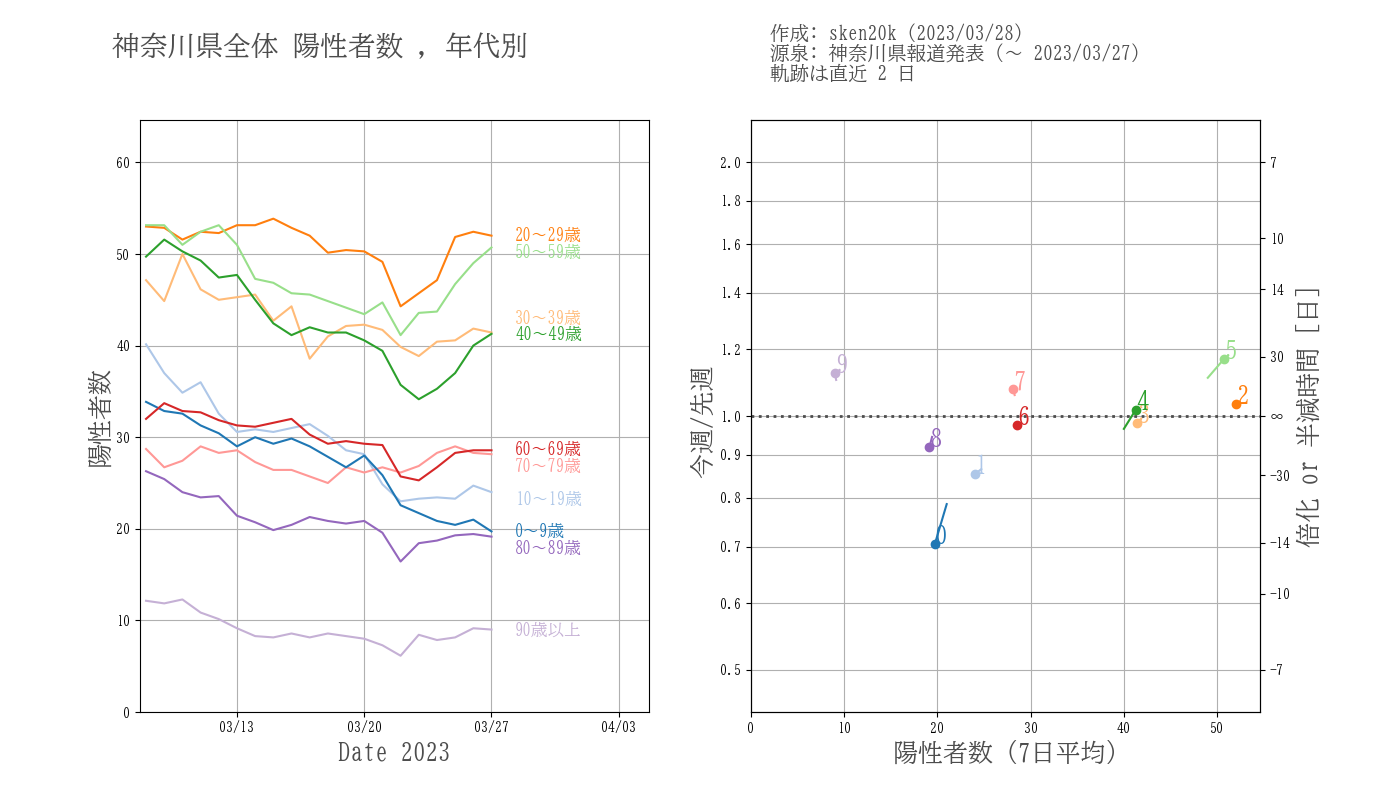 神奈川県全体 陽性者数 , 年代別
作成: sken20k (2023/03/28)
源泉: 神奈川県報道発表 (〜 2023/03/27)
軌跡は直近 2 日
陽性者数
60
50
40
30
20
10
0
03/13
03/20
03/27
04/03
Date 2023
20〜29歳
50〜59歳
30〜39歳
40〜49歳
60〜69歳
70〜79歳
10〜19歳
0〜9歳
80〜89歳
90歳以上
今週/先週
2.0
1.8
1.6
1.4
1.2
1.0
0.9
0.8
0.7
0.6
0.5
0
10
20
30
40
50
陽性者数 (7日平均)
9
7
6
8
1
0
5
2
4
3
7
10
14
30
∞
-30
-14
-10
-7
倍化 or 半減時間 [日]